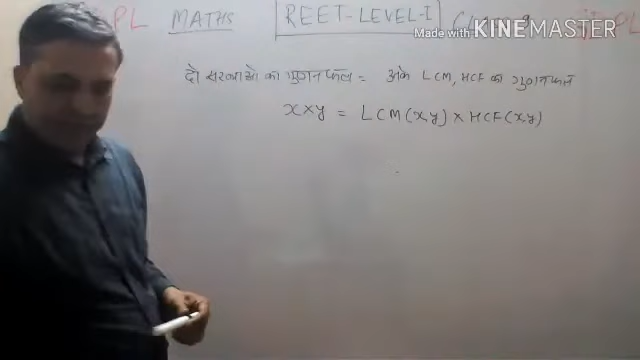 PL MATHS REET-LEVEL-I
Made with KINEMASTER
दो संख्याओ का गुणनफल = उनके LCM, HCF का गुणनफल
x×y = LCM(x,y) × HCF(x,y)